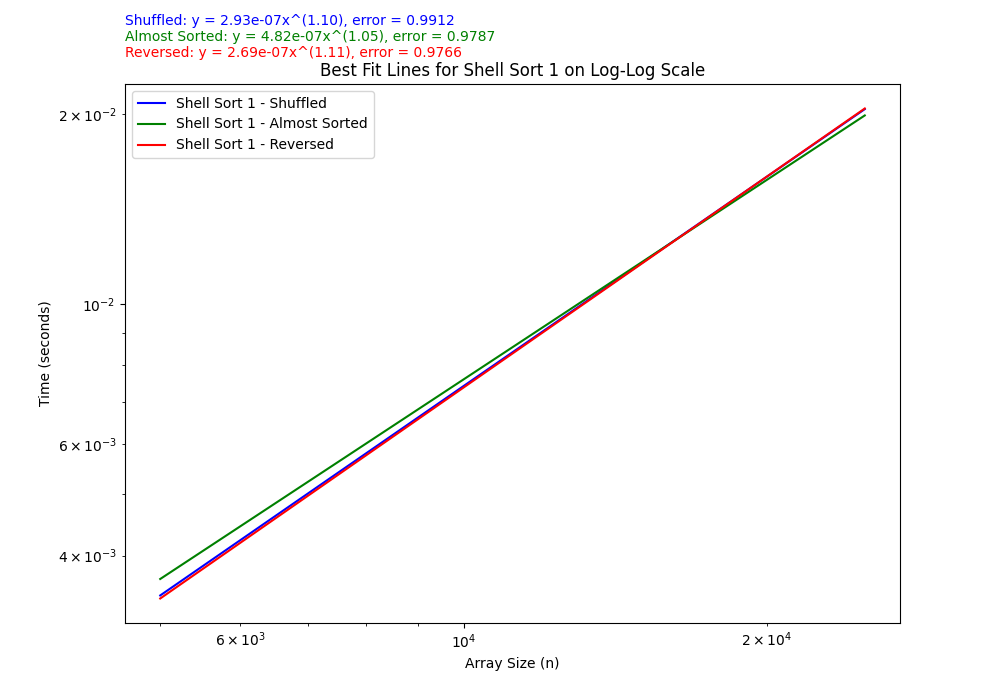 Shuffled: y = 2.93e-07x^(1.10), error = 0.9912
Almost Sorted: y = 4.82e-07x^(1.05), error = 0.9787
Reversed: y = 2.69e-07x^(1.11), error = 0.9766
Best Fit Lines for Shell Sort 1 on Log-Log Scale
Shell Sort 1 - Shuffled
Shell Sort 1 - Almost Sorted
Shell Sort 1 - Reversed
2 × 10⁻²
10⁻²
6 × 10⁻³
4 × 10⁻³
Time (seconds)
6 × 10³
10⁴
2 × 10⁴
Array Size (n)